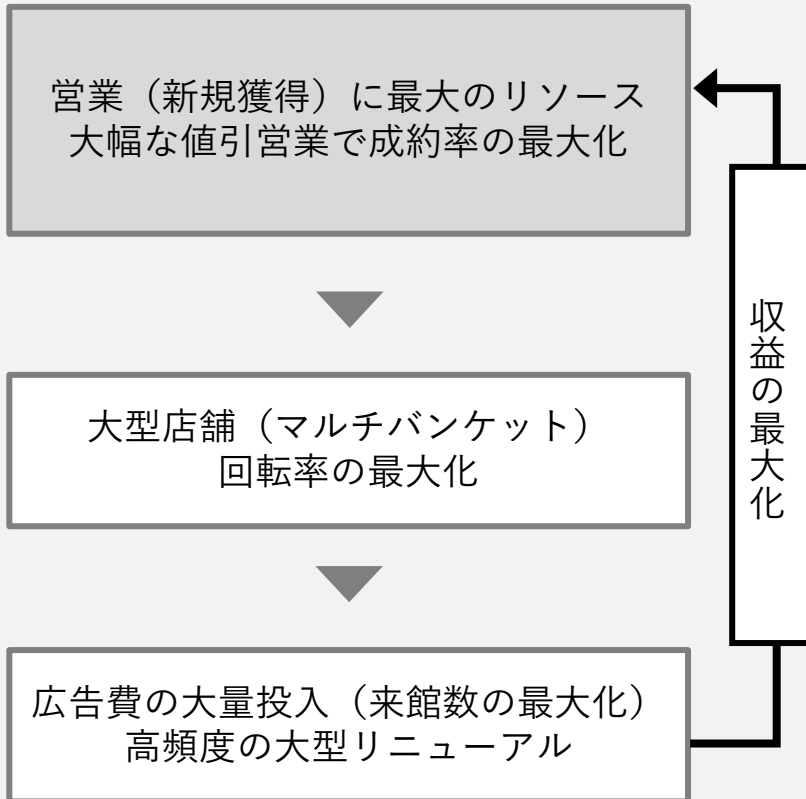 営業（新規獲得）に最大のリソース
大幅な値引営業で成約率の最大化
大型店舗（マルチバンケット）
回転率の最大化
広告費の大量投入（来館数の最大化）
高頻度の大型リニューアル
収益の最大化